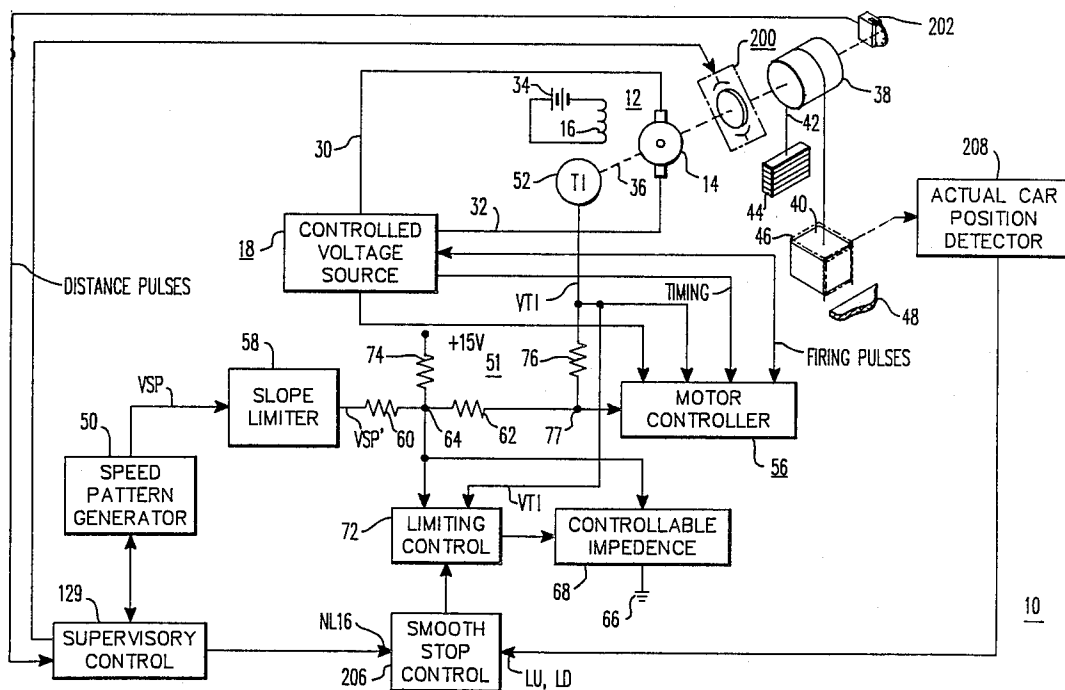 202
200
34
12
38
16
42
30
14
208
52
T1
36
ACTUAL CAR
POSITION
DETECTOR
44
40
46
32
18
CONTROLLED
VOLTAGE
SOURCE
DISTANCE PULSES
VT1
TIMING
48
+15V
74
51
76
FIRING PULSES
58
SLOPE
LIMITER
VSP
VSP'
60
64
62
77
MOTOR
CONTROLLER
56
50
SPEED
PATTERN
GENERATOR
VT1
72
LIMITING
CONTROL
CONTROLLABLE
IMPEDENCE
68
66
10
129
SUPERVISORY
CONTROL
NL16
SMOOTH
STOP
CONTROL
206
LU, LD